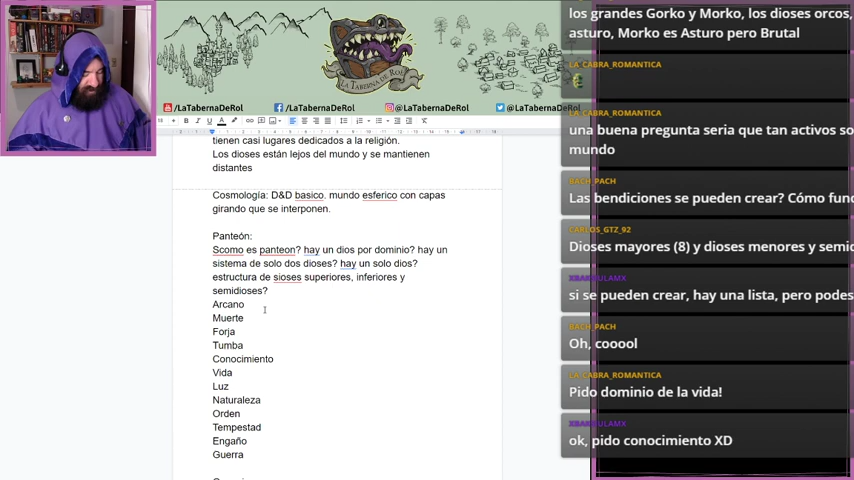 LA TABERNA DE ROL
/LaTabernaDeRol
/LaTabernaDeRol
@LaTabernaDeRol
@LaTabernaDeRol
tienen casi lugares dedicados a la religión.
Los dioses están lejos del mundo y se mantienen
distantes
Cosmología: D&D basico. mundo esferico con capas
girando que se interponen.
Panteón:
Scomo es panteon? hay un dios por dominio? hay un
sistema de solo dos dioses? hay un solo dios?
estructura de sioses superiores, inferiores y
semidioses?
Arcano
Muerte
Forja
Tumba
Conocimiento
Vida
Luz
Naturaleza
Orden
Tempestad
Engaño
Guerra
los grandes Gorko y Morko, los dioses orcos,
asturo, Morko es Asturo pero Brutal
LA_CABRA_ROMANTICA
LA_CABRA_ROMANTICA
una buena pregunta seria que tan activos so
mundo
BACH_PACH
Las bendiciones se pueden crear? Cómo fun
CARLOS_GTZ_92
Dioses mayores (8) y dioses menores y semic
si se pueden crear, hay una lista, pero podes
BACH_PACH
Oh, cooool
LA_CABRA_ROMANTICA
Pido dominio de la vida!
ok, pido conocimiento XD